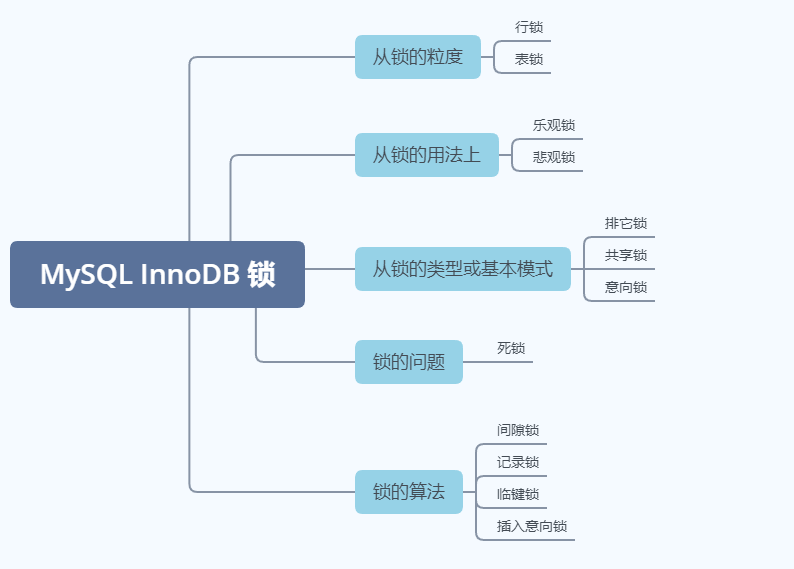 行锁
从锁的粒度
表锁
乐观锁
从锁的用法上
悲观锁
排它锁
MySQL InnoDB 锁
从锁的类型或基本模式
共享锁
意向锁
锁的问题
死锁
间隙锁
记录锁
锁的算法
临键锁
插入意向锁